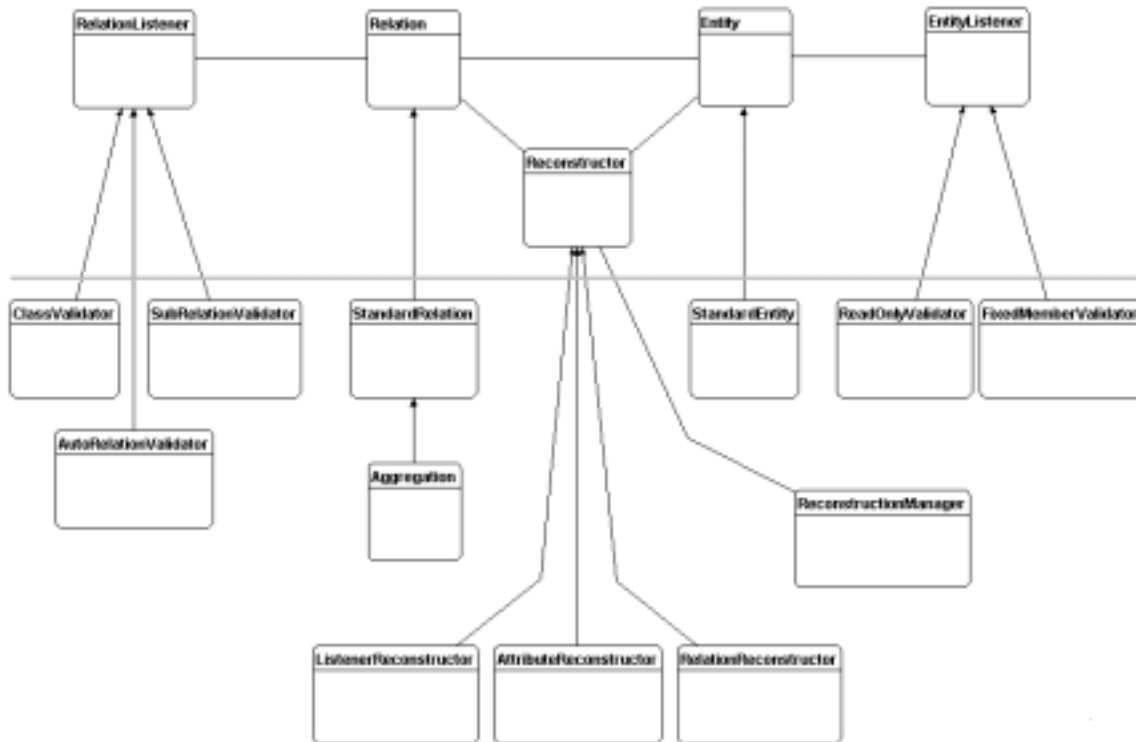 RelationListener
Relation
Entity
EntityListener
Reconstructor
ClassValidator
SubRelationValidator
StandardRelation
StandardEntity
ReadOnlyValidator
FixedMemberValidator
AutoRelationValidator
Aggregation
ReconstructionManager
ListenerReconstructor
AttributeReconstructor
RelationReconstructor